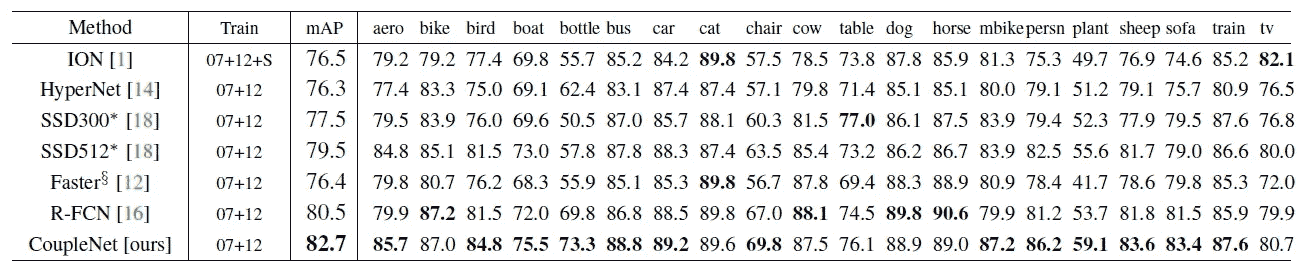 Method Train mAP aero bike bird boat bottle bus car cat chair cow table dog horse mbike persn plant sheep sofa train tv
ION [1] 07+12+S 76.5 79.2 79.2 77.4 69.8 55.7 85.2 84.2 89.8 57.5 78.5 73.8 87.8 85.9 81.3 75.3 49.7 76.9 74.6 85.2 82.1
HyperNet [14] 07+12 76.3 77.4 83.3 75.0 69.1 62.4 83.1 87.4 87.4 57.1 79.8 71.4 85.1 85.1 80.0 79.1 51.2 79.1 75.7 80.9 76.5
SSD300* [18] 07+12 77.5 79.5 83.9 76.0 69.6 50.5 87.0 85.7 88.1 60.3 81.5 77.0 86.1 87.5 83.9 79.4 52.3 77.9 79.5 87.6 76.8
SSD512* [18] 07+12 79.5 84.8 85.1 81.5 73.0 57.8 87.8 88.3 87.4 63.5 85.4 73.2 86.2 86.7 83.9 82.5 55.6 81.7 79.0 86.6 80.0
Faster§ [12] 07+12 76.4 79.8 80.7 76.2 68.3 55.9 85.1 85.3 89.8 56.7 87.8 69.4 88.3 88.9 80.9 78.4 41.7 78.6 79.8 85.3 72.0
R-FCN [16] 07+12 80.5 79.9 87.2 81.5 72.0 69.8 86.8 88.5 89.8 67.0 88.1 74.5 89.8 90.6 79.9 81.2 53.7 81.8 81.5 85.9 79.9
CoupleNet [ours] 07+12 82.7 85.7 87.0 84.8 75.5 73.3 88.8 89.2 89.6 69.8 87.5 76.1 88.9 89.0 87.2 86.2 59.1 83.6 83.4 87.6 80.7